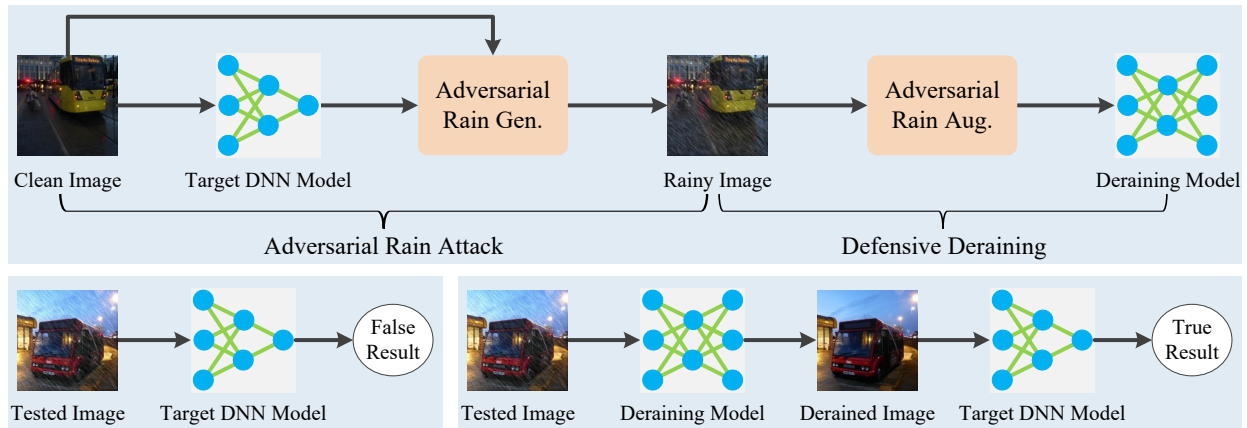 Adversarial
Rain Gen.
Adversarial
Rain Aug.
Clean Image
Target DNN Model
Rainy Image
Deraining Model
Adversarial Rain Attack
Defensive Deraining
False
Result
True
Result
Tested Image
Target DNN Model
Tested Image
Deraining Model
Derained Image
Target DNN Model